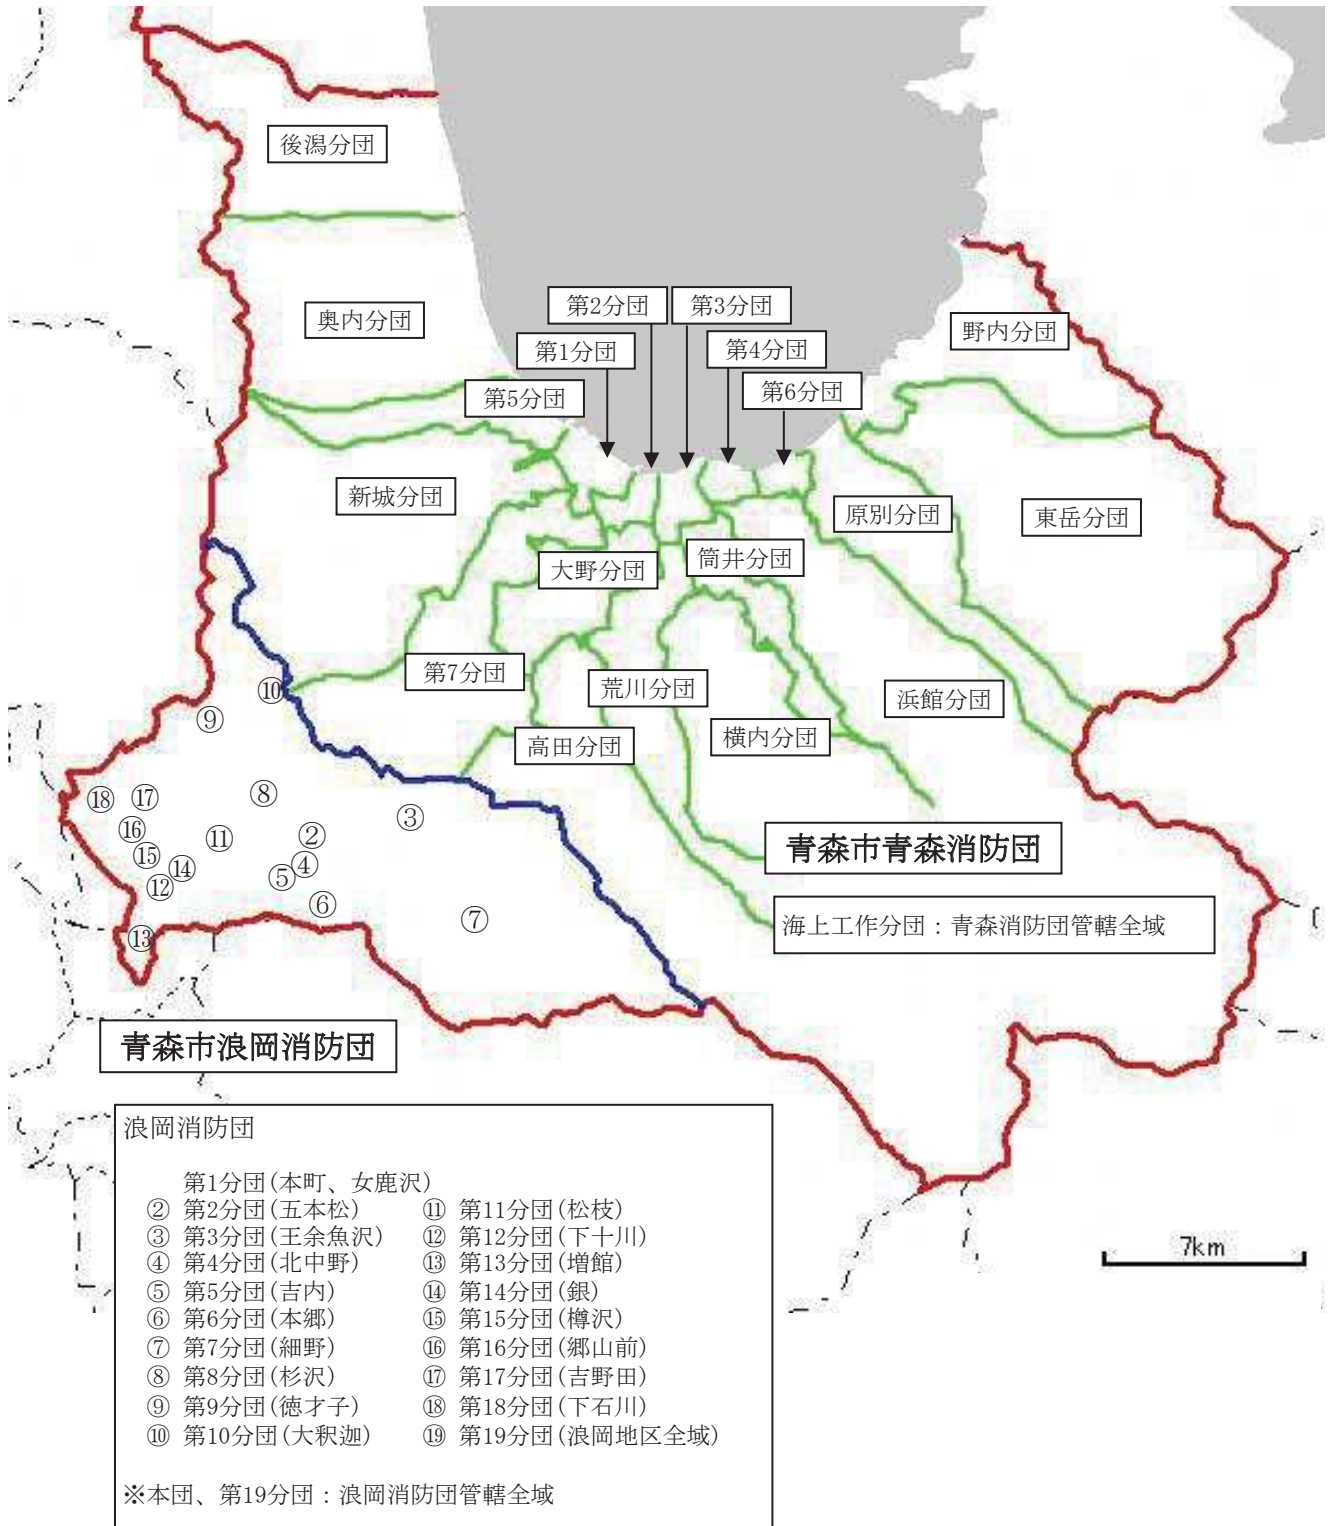 後潟分団
奥内分団
第2分団
第3分団
野内分団
第1分団
第4分団
第5分団
第6分団
新城分団
原別分団
東岳分団
大野分団
筒井分団
第7分団
荒川分団
浜館分団
⑩
⑨
高田分団
横内分団
⑱
⑰
⑧
③
⑯
⑪
②
青森市青森消防団
⑮
⑭
④
⑫
⑤
⑥
⑦
海上工作分団：青森消防団管轄全域
⑬
青森市浪岡消防団
浪岡消防団
第1分団(本町、女鹿沢)
② 第2分団(五本松) ⑪ 第11分団(松枝)
③ 第3分団(王余魚沢) ⑫ 第12分団(下十川)
④ 第4分団(北中野) ⑬ 第13分団(増館)
⑤ 第5分団(吉内) ⑭ 第14分団(銀)
⑥ 第6分団(本郷) ⑮ 第15分団(樽沢)
⑦ 第7分団(細野) ⑯ 第16分団(郷山前)
⑧ 第8分団(杉沢) ⑰ 第17分団(吉野田)
⑨ 第9分団(徳才子) ⑱ 第18分団(下石川)
⑩ 第10分団(大釈迦) ⑲ 第19分団(浪岡地区全域)
※本団、第19分団：浪岡消防団管轄全域
7km